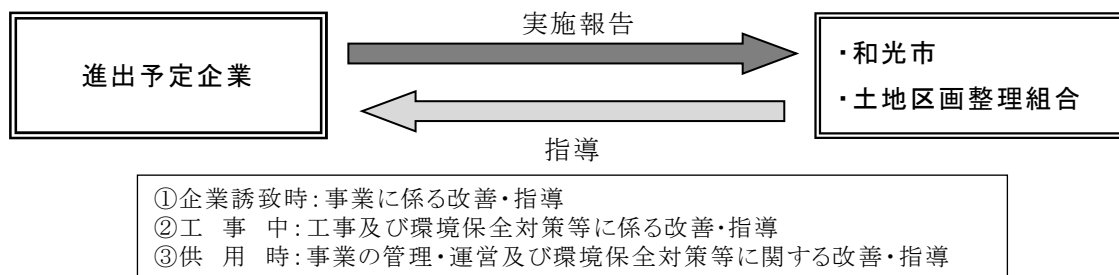 実施報告
進出予定企業
・和光市
・土地区画整理組合
指導
①企業誘致時：事業に係る改善・指導
②工　事　中：工事及び環境保全対策等に係る改善・指導
③供　用　時：事業の管理・運営及び環境保全対策等に関する改善・指導